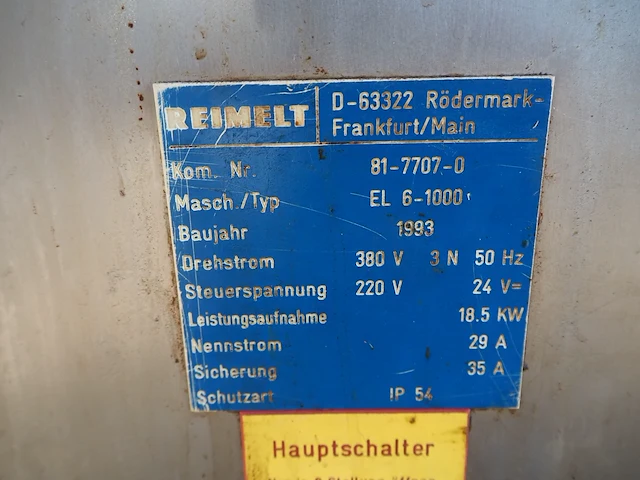 REIMELT
D-63322 Rödermark-
Frankfurt/Main
Kom. Nr. 81-7707-0
Masch./Typ EL 6-1000
Baujahr 1993
Drehstrom 380 V 3 N 50 Hz
Steuerspannung 220 V 24 V=
Leistungsaufnahme 18.5 KW
Nennstrom 29 A
Sicherung 35 A
Schutzart IP 54
Hauptschalter